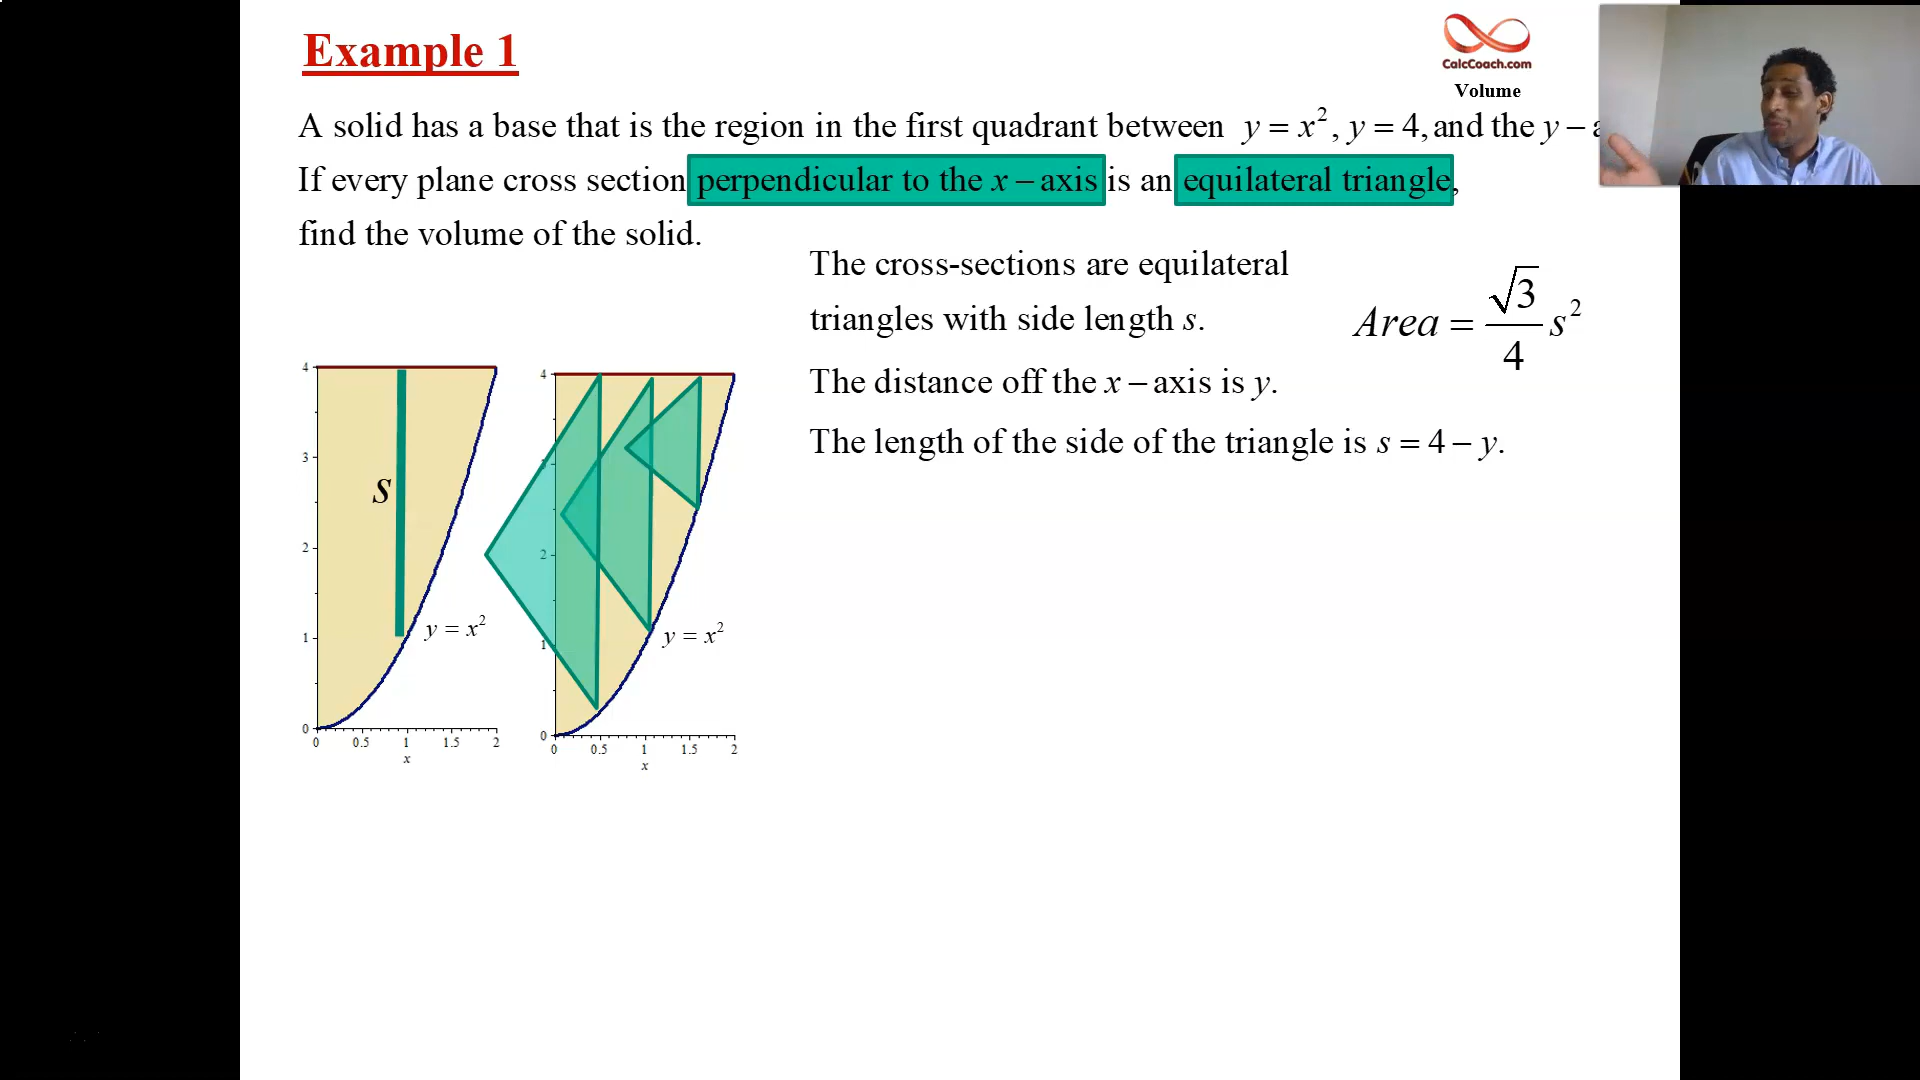 Example 1
CalcCoach.com
Volume
A solid has a base that is the region in the first quadrant between y = x², y = 4, and the y –
If every plane cross section perpendicular to the x – axis is an equilateral triangle,
find the volume of the solid.
The cross-sections are equilateral
triangles with side length s.
Area = √3/4 s²
The distance off the x – axis is y.
The length of the side of the triangle is s = 4 – y.
4
3
2
1
0
s
y = x²
0 0.5 1 1.5 2
x
4
2
1
0
y = x²
0 0.5 1 1.5 2
x